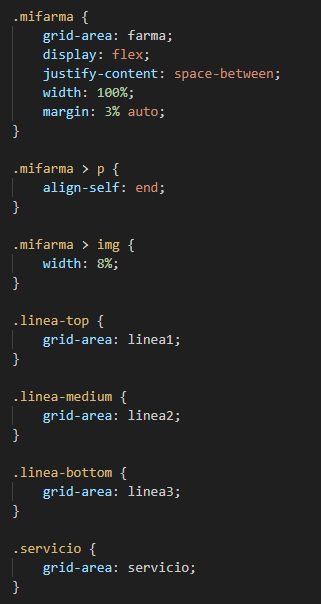 .mifarma {
    grid-area: farma;
    display: flex;
    justify-content: space-between;
    width: 100%;
    margin: 3% auto;
}

.mifarma > p {
    align-self: end;
}

.mifarma > img {
    width: 8%;
}

.linea-top {
    grid-area: linea1;
}

.linea-medium {
    grid-area: linea2;
}

.linea-bottom {
    grid-area: linea3;
}

.servicio {
    grid-area: servicio;
}